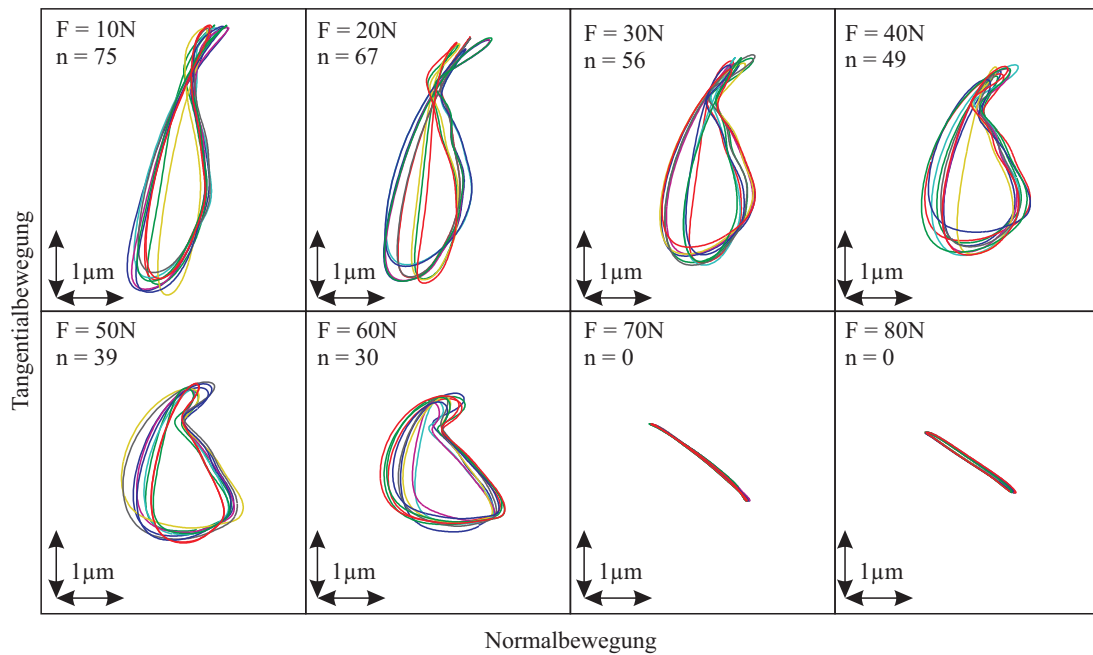 F = 10N
n = 75
1µm
F = 20N
n = 67
1µm
F = 30N
n = 56
1µm
F = 40N
n = 49
1µm
F = 50N
n = 39
1µm
F = 60N
n = 30
1µm
F = 70N
n = 0
1µm
F = 80N
n = 0
1µm
Tangentialbewegung
Normalbewegung